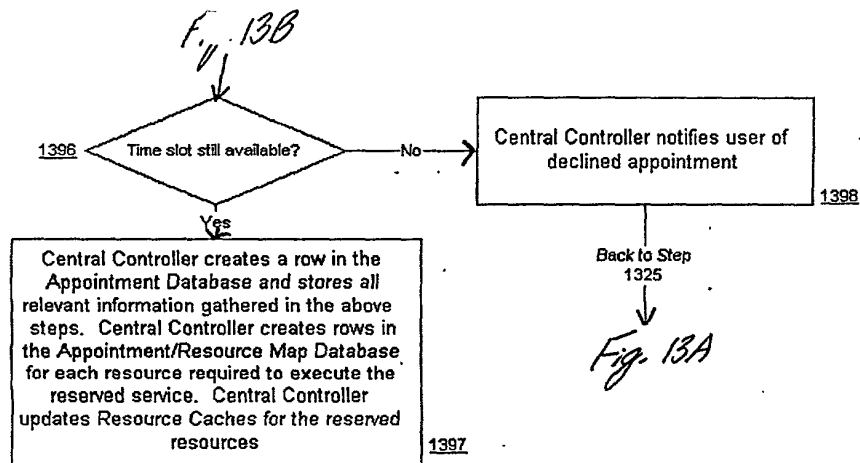 Fig. 13B
1396
Time slot still available?
No
Central Controller notifies user of
declined appointment
1398
Yes
Central Controller creates a row in the
Appointment Database and stores all
relevant information gathered in the above
steps. Central Controller creates rows in
the Appointment/Resource Map Database
for each resource required to execute the
reserved service. Central Controller
updates Resource Caches for the reserved
resources
1397
Back to Step
1325
Fig. 13A